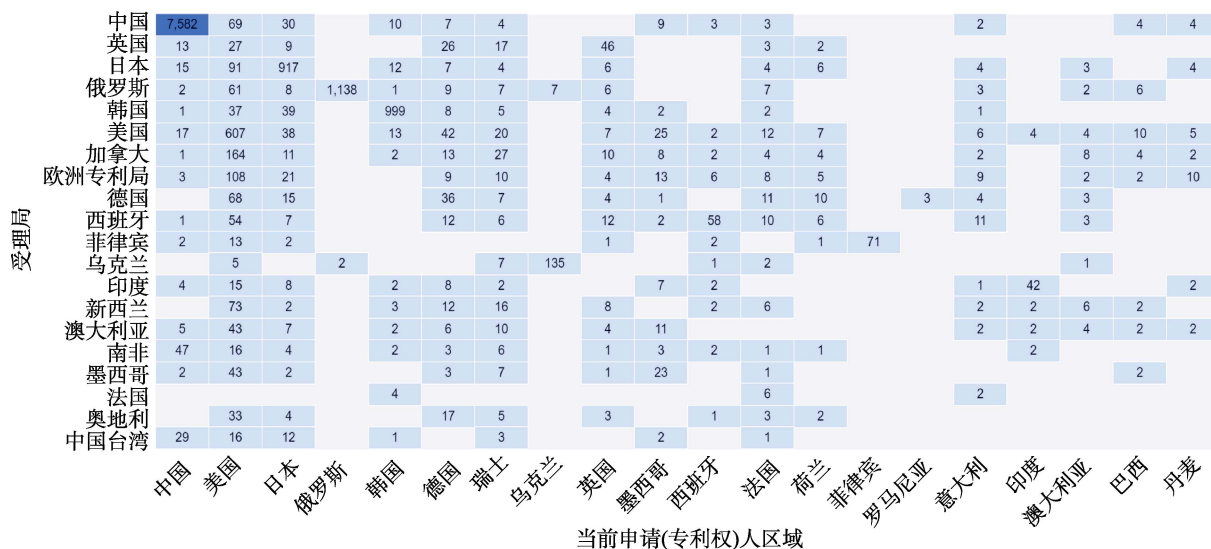 中国 7,582 69 30 10 7 4 9 3 3 2 4 4
英国 13 27 9 26 17 46 3 2
日本 15 91 917 12 7 4 6 4 6 4 3 4
俄罗斯 2 61 8 1,138 1 9 7 7 6 7 3 2 6
韩国 1 37 39 999 8 5 4 2 2 1
美国 17 607 38 13 42 20 7 25 2 12 7 6 4 4 10 5
加拿大 1 164 11 2 13 27 10 8 2 4 4 2 8 4 2
欧洲专利局 3 108 21 9 10 4 13 6 8 5 9 2 2 10
德国 68 15 36 7 4 1 11 10 3 4 3
西班牙 1 54 7 12 6 12 2 58 10 6 11 3
菲律宾 2 13 2 1 2 1 71
乌克兰 5 2 7 135 1 2 1
印度 4 15 8 2 8 2 7 2 1 42 2
新西兰 73 2 3 12 16 8 2 6 2 2 6 2
澳大利亚 5 43 7 2 6 10 4 11 2 2 4 2 2
南非 47 16 4 2 3 6 1 3 2 1 1 2
墨西哥 2 43 2 3 7 1 23 1 2
法国 4 6 2
奥地利 33 4 17 5 3 1 3 2
中国台湾 29 16 12 1 3 2 1
受理局
中国 美国 日本 俄罗斯 韩国 德国 瑞士 乌克兰 英国 墨西哥 西班牙 法国 荷兰 菲律宾 罗马尼亚 意大利 印度 澳大利亚 巴西 丹麦
当前申请(专利权)人区域